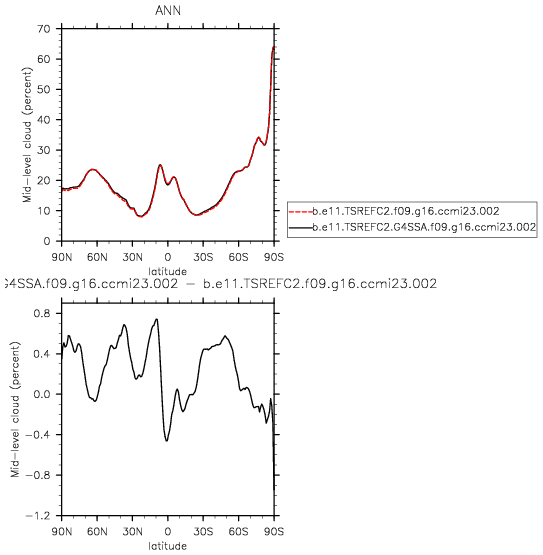 ANN
70
60
50
40
30
20
10
0
Mid-level cloud (percent)
90N 60N 30N 0 30S 60S 90S
latitude
b.e11.TSREFC2.f09.g16.ccmi23.002
b.e11.TSREFC2.G4SSA.f09.g16.ccmi23.002
G4SSA.f09.g16.ccmi23.002 - b.e11.TSREFC2.f09.g16.ccmi23.002
0.8
0.4
0.0
-0.4
-0.8
-1.2
Mid-level cloud (percent)
90N 60N 30N 0 30S 60S 90S
latitude